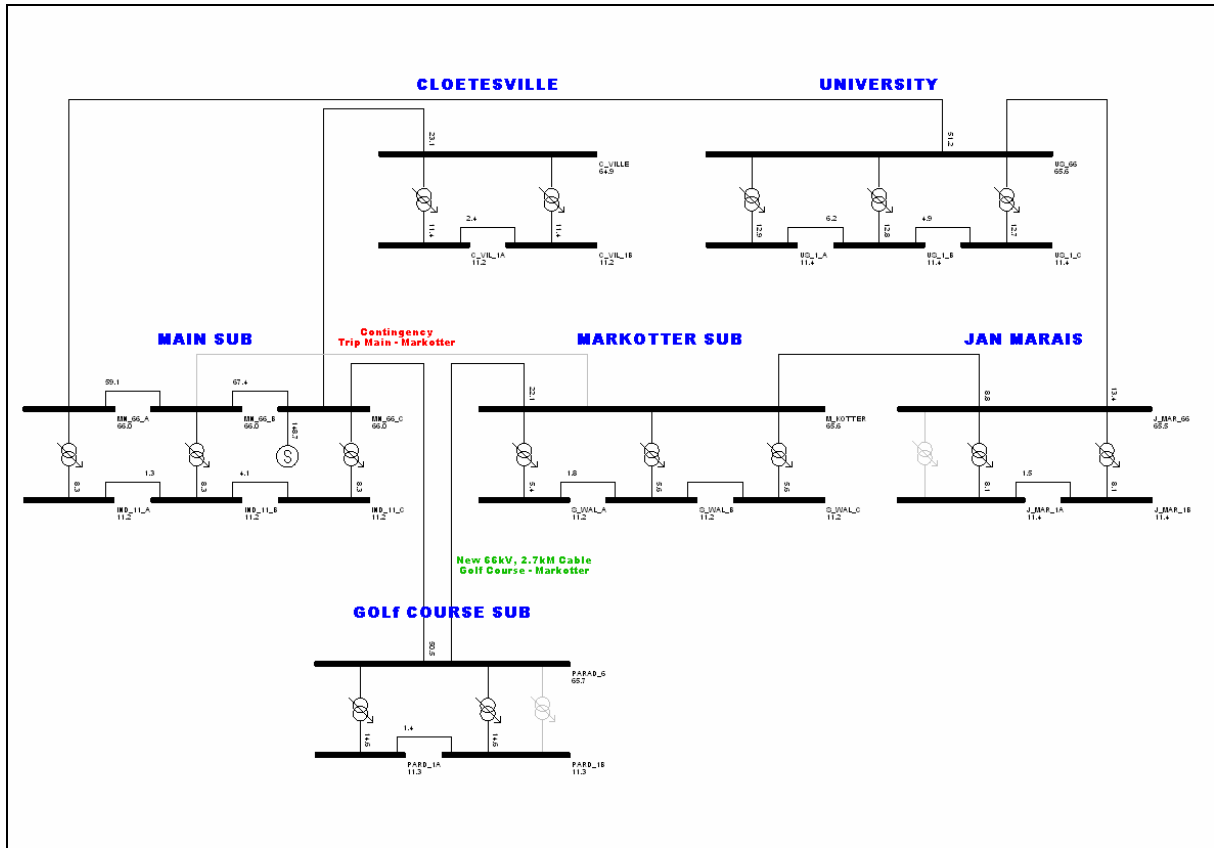 CLOETESVILLE
UNIVERSITY
23.1
51.2
C_VILLE
64.9
UO_66
65.6
2.4
6.2
4.9
11.4
11.4
12.9
12.8
12.7
C_VIL_1A
11.2
C_VIL_1B
11.2
UO_1_A
11.4
UO_1_B
11.4
UO_1_C
11.4
Contingency
Trip Main - Markotter
MAIN SUB
MARKOTTER SUB
JAN MARAIS
59.1
67.4
22.1
8.8
13.4
MN_66_A
66.0
MN_66_B
66.0
MN_66_C
66.0
M_KOTTER
65.6
J_MAR_66
65.5
148.7
S
1.3
4.1
1.8
1.5
8.3
8.3
8.3
5.4
5.6
5.6
8.1
8.1
IND_11_A
11.2
IND_11_B
11.2
IND_11_C
11.2
O_WAL_A
11.2
O_WAL_B
11.2
O_WAL_C
11.2
J_MAR_1A
11.4
J_MAR_1B
11.4
New 66kV, 2.7kM Cable
Golf Course - Markotter
GOLf COURSE SUB
50.5
PARAD_6
65.7
1.4
14.6
14.6
PARD_1A
11.3
PARD_1B
11.3